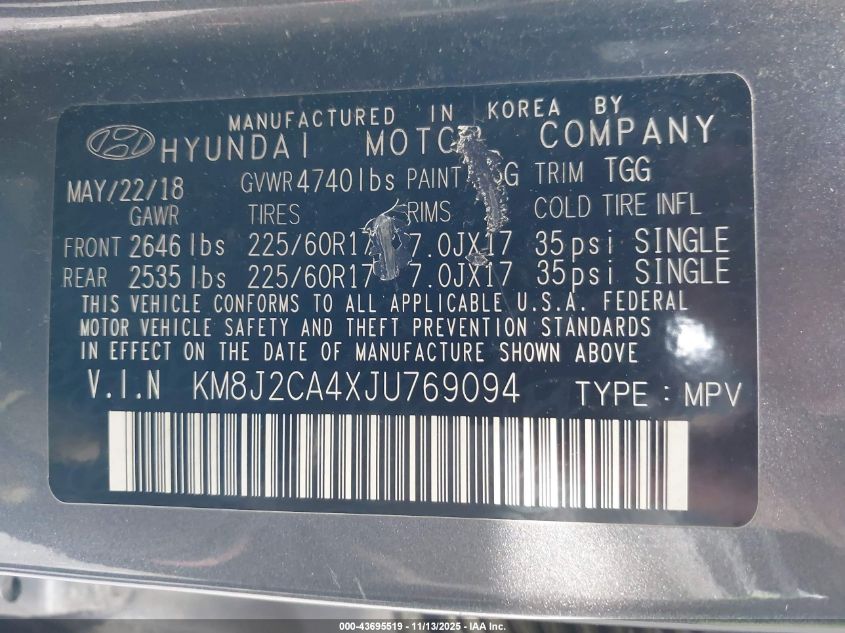 MANUFACTURED IN KOREA BY
HYUNDAI MOTOR COMPANY
MAY/22/18 GVWR 4740lbs PAINT TRIM TGG
GAWR TIRES RIMS COLD TIRE INFL
FRONT 2646 lbs 225/60R17 7.0JX17 35psi SINGLE
REAR 2535 lbs 225/60R17 7.0JX17 35psi SINGLE
THIS VEHICLE CONFORMS TO ALL APPLICABLE U.S.A. FEDERAL
MOTOR VEHICLE SAFETY AND THEFT PREVENTION STANDARDS
IN EFFECT ON THE DATE OF MANUFACTURE SHOWN ABOVE
V.I.N KM8J2CA4XJU769094 TYPE : MPV
000-43695519 - 11/13/2025 - IAA Inc.